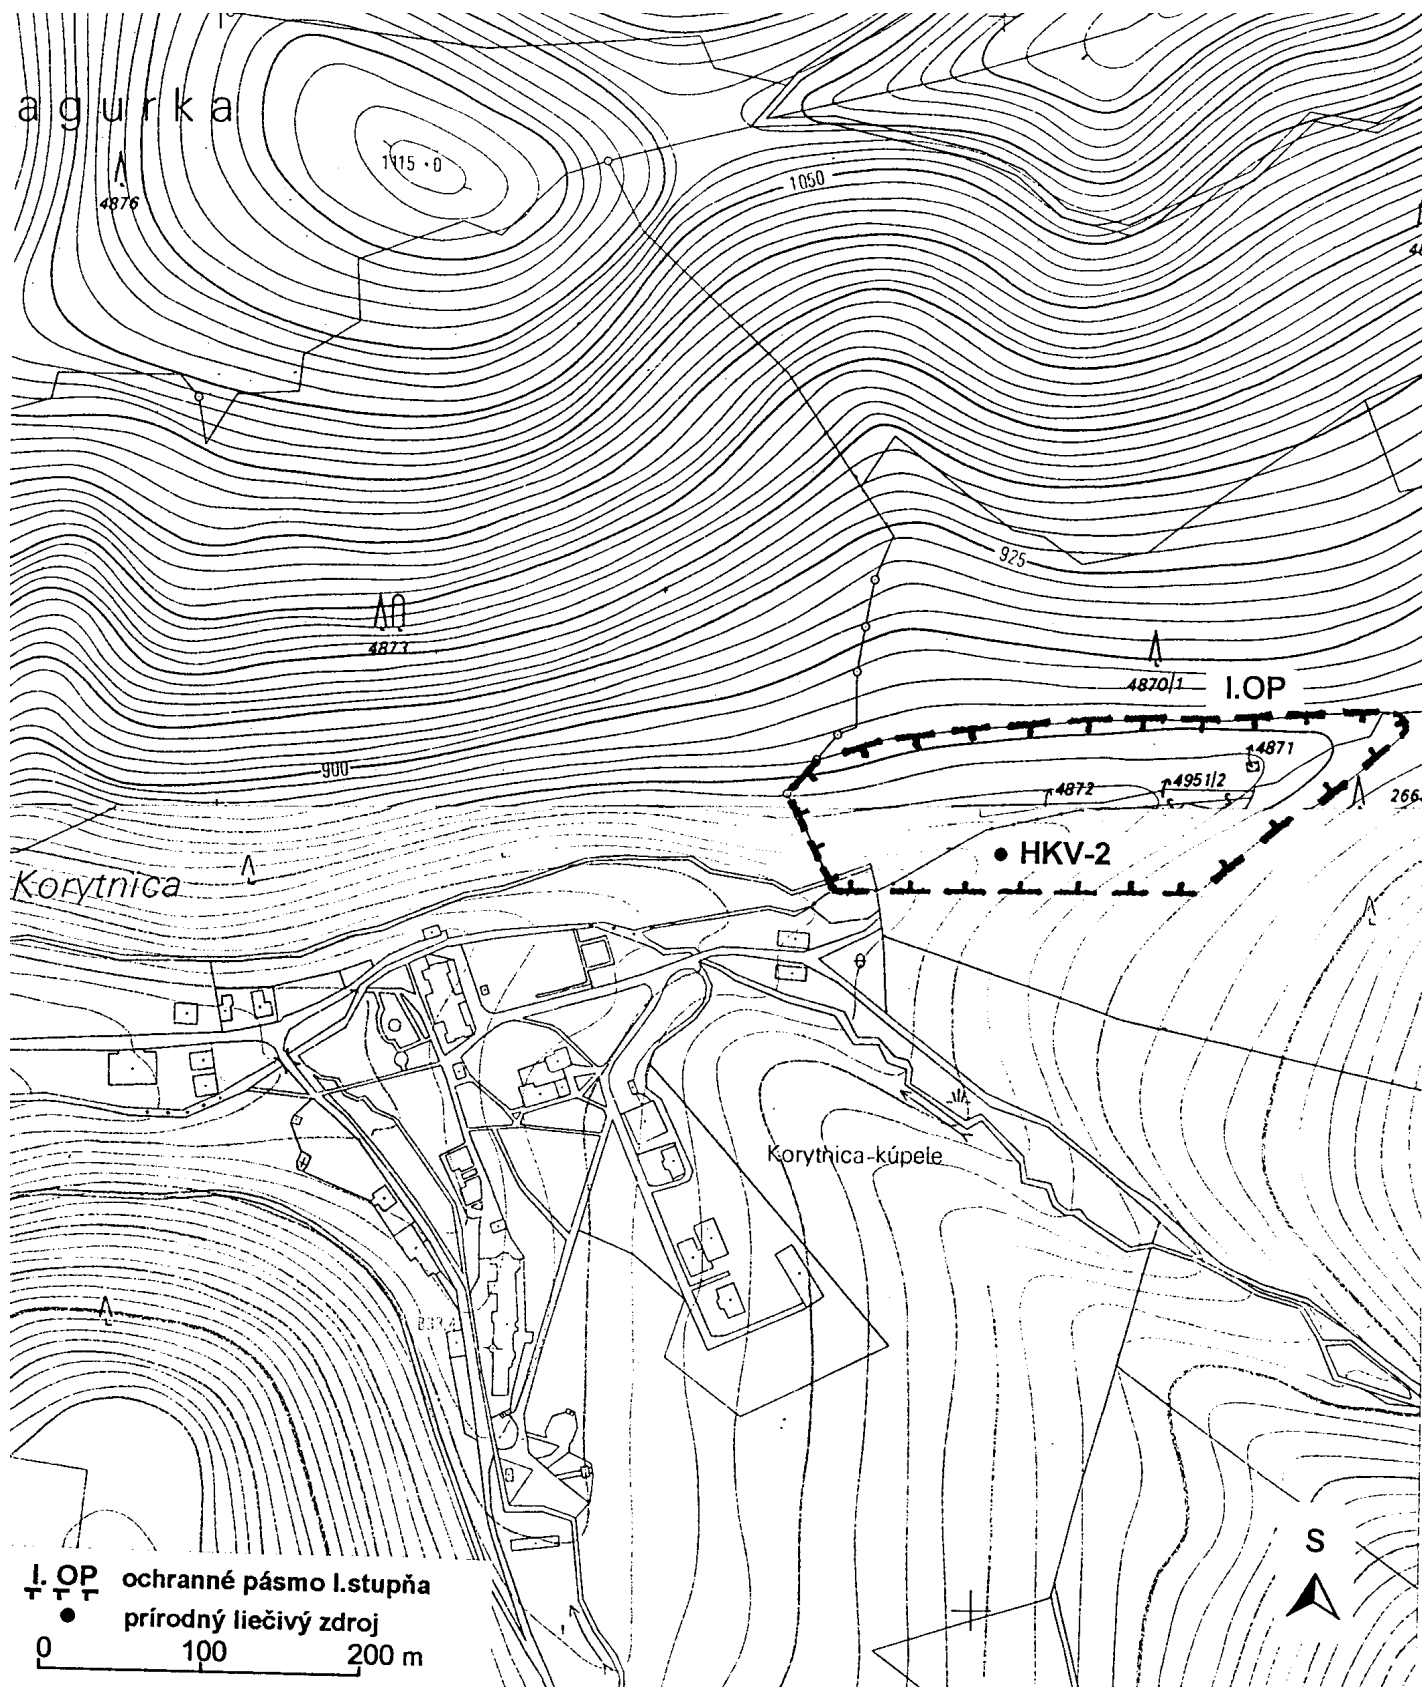 agurka
1115.0
4876
1050
925
4873
4870/1
I.OP
900
4871
4872
4951/2
HKV-2
Korytnica
Korytnica-kúpele
S
I. OP ochranné pásmo I.stupňa
prírodný liečivý zdroj
0 100 200 m